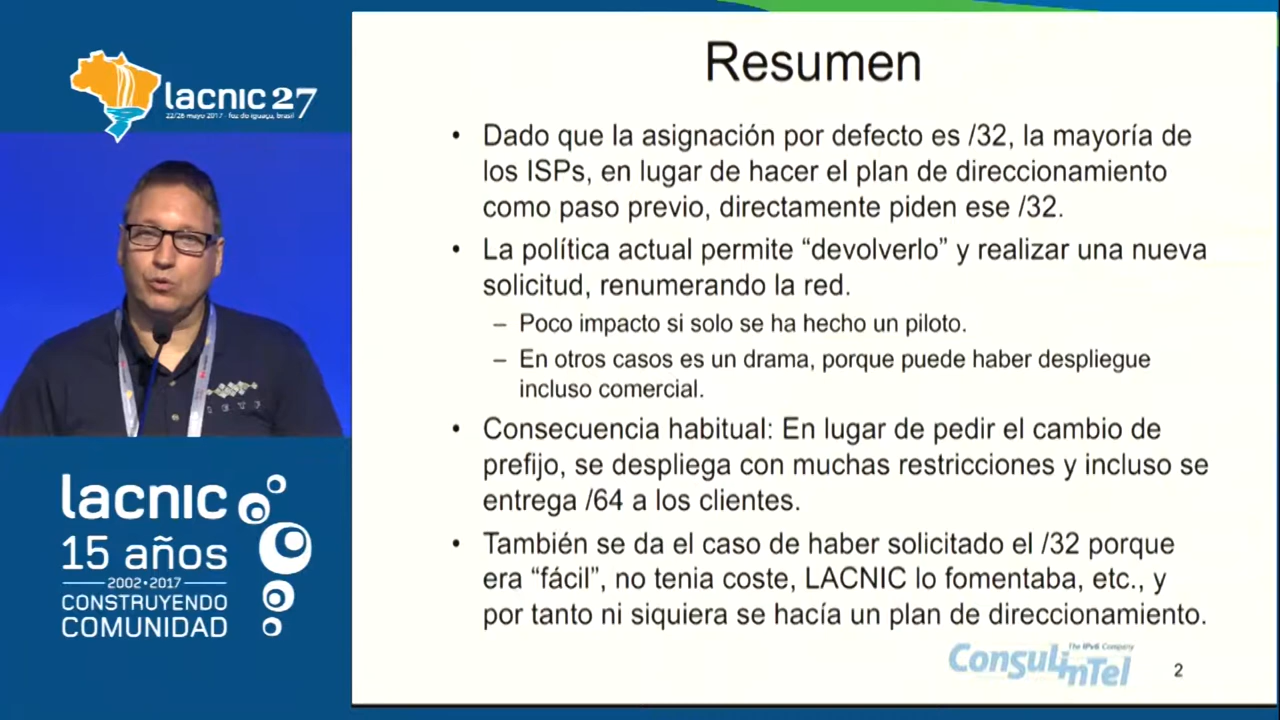 lacnic 27
22/26 mayo 2017 - foz do iguaçu, brasil
Resumen
• Dado que la asignación por defecto es /32, la mayoría de
los ISPs, en lugar de hacer el plan de direccionamiento
como paso previo, directamente piden ese /32.
• La política actual permite “devolverlo” y realizar una nueva
solicitud, renumerando la red.
– Poco impacto si solo se ha hecho un piloto.
– En otros casos es un drama, porque puede haber despliegue
incluso comercial.
• Consecuencia habitual: En lugar de pedir el cambio de
prefijo, se despliega con muchas restricciones y incluso se
entrega /64 a los clientes.
• También se da el caso de haber solicitado el /32 porque
era “fácil”, no tenia coste, LACNIC lo fomentaba, etc., y
por tanto ni siquiera se hacía un plan de direccionamiento.
The IPv6 Company
ConsulinTel
2
lacnic
15 años
2002•2017
CONSTRUYENDO
COMUNIDAD